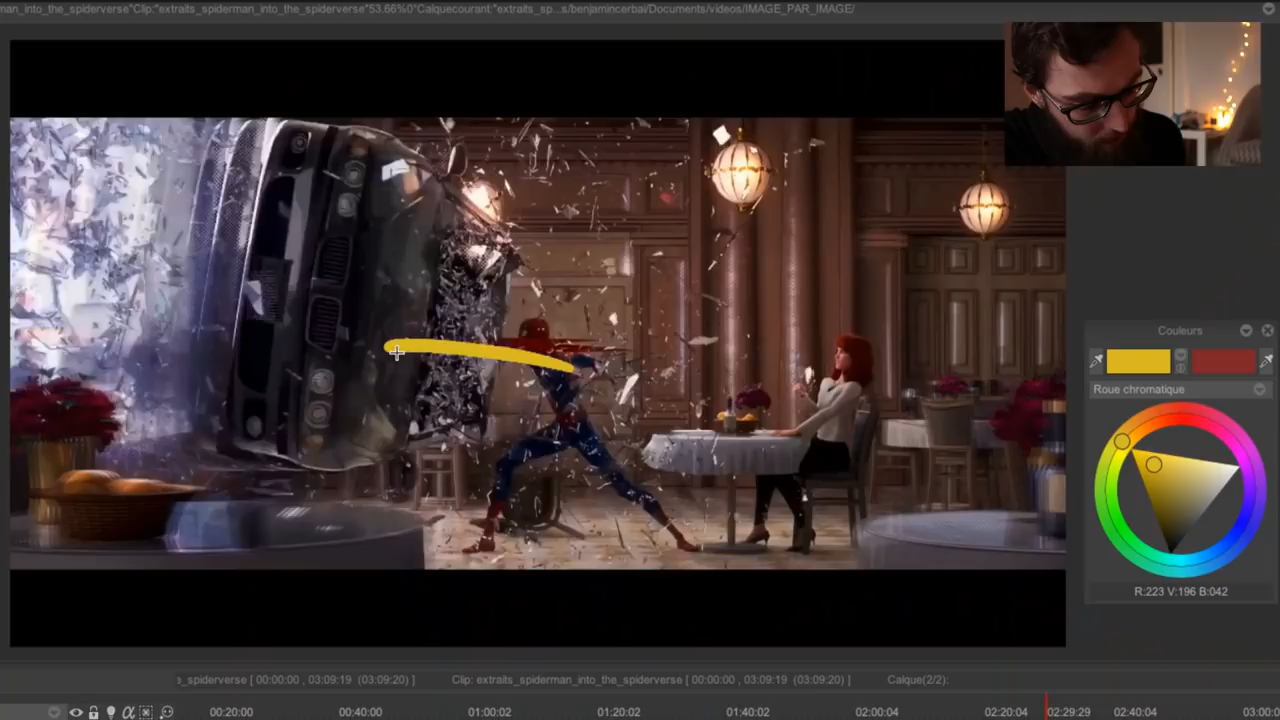 man_into_the_spiderverse"Clip:"extraits_spiderman_into_the_spiderverse"53.66%0"Calquecourant:"extraits_sp...s/benjamincerbai/Documents/videos/IMAGE_PAR_IMAGE/
Couleurs
Roue chromatique
R:223 V:196 B:042
s_spiderverse [ 00:00:00 , 03:09:19 (03:09:20) ]
Clip: extraits_spiderman_into_the_spiderverse [ 00:00:00 , 03:09:19 (03:09:20) ]
Calque(2/2):
00:20:00 00:40:00 01:00:02 01:20:02 01:40:02 02:00:04 02:20:04 02:29:29 02:40:04 03:00:0